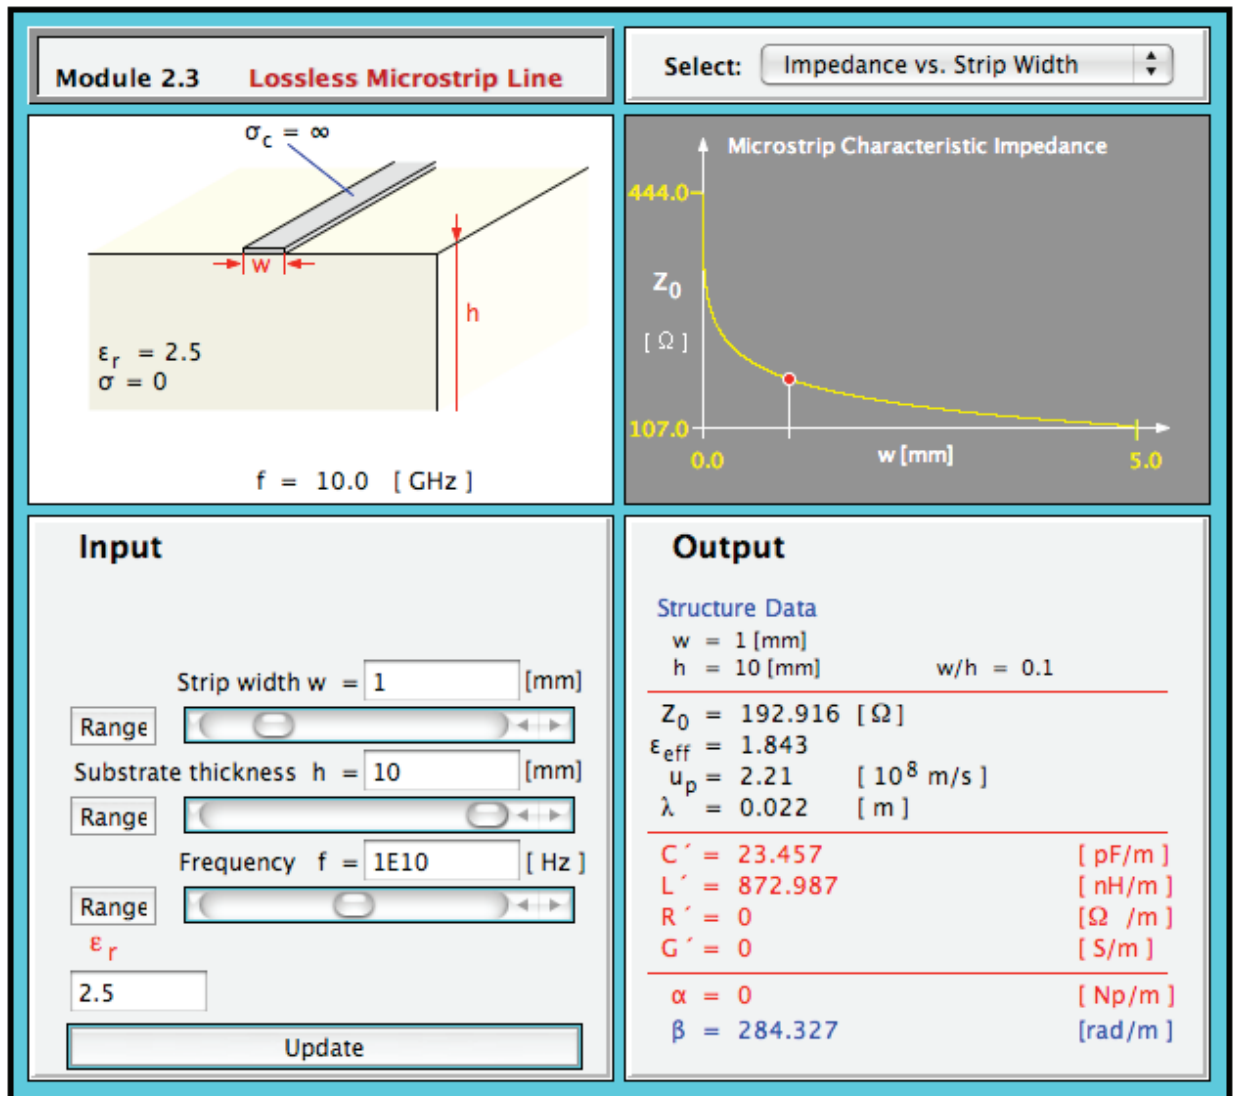 Module 2.3 Lossless Microstrip Line
Select: Impedance vs. Strip Width
σc = ∞
w
h
εr = 2.5
σ = 0
f = 10.0 [ GHz ]
Microstrip Characteristic Impedance
444.0
Z0
[ Ω ]
107.0
0.0
w [mm]
5.0
Input
Strip width w = 1 [mm]
Range
Substrate thickness h = 10 [mm]
Range
Frequency f = 1E10 [ Hz ]
Range
εr
2.5
Update
Output
Structure Data
w = 1 [mm]
h = 10 [mm] w/h = 0.1
Z0 = 192.916 [ Ω ]
εeff = 1.843
up = 2.21 [ 10^8 m/s ]
λ = 0.022 [ m ]
C´ = 23.457 [ pF/m ]
L´ = 872.987 [ nH/m ]
R´ = 0 [Ω /m ]
G´ = 0 [ S/m ]
α = 0 [ Np/m ]
β = 284.327 [rad/m ]